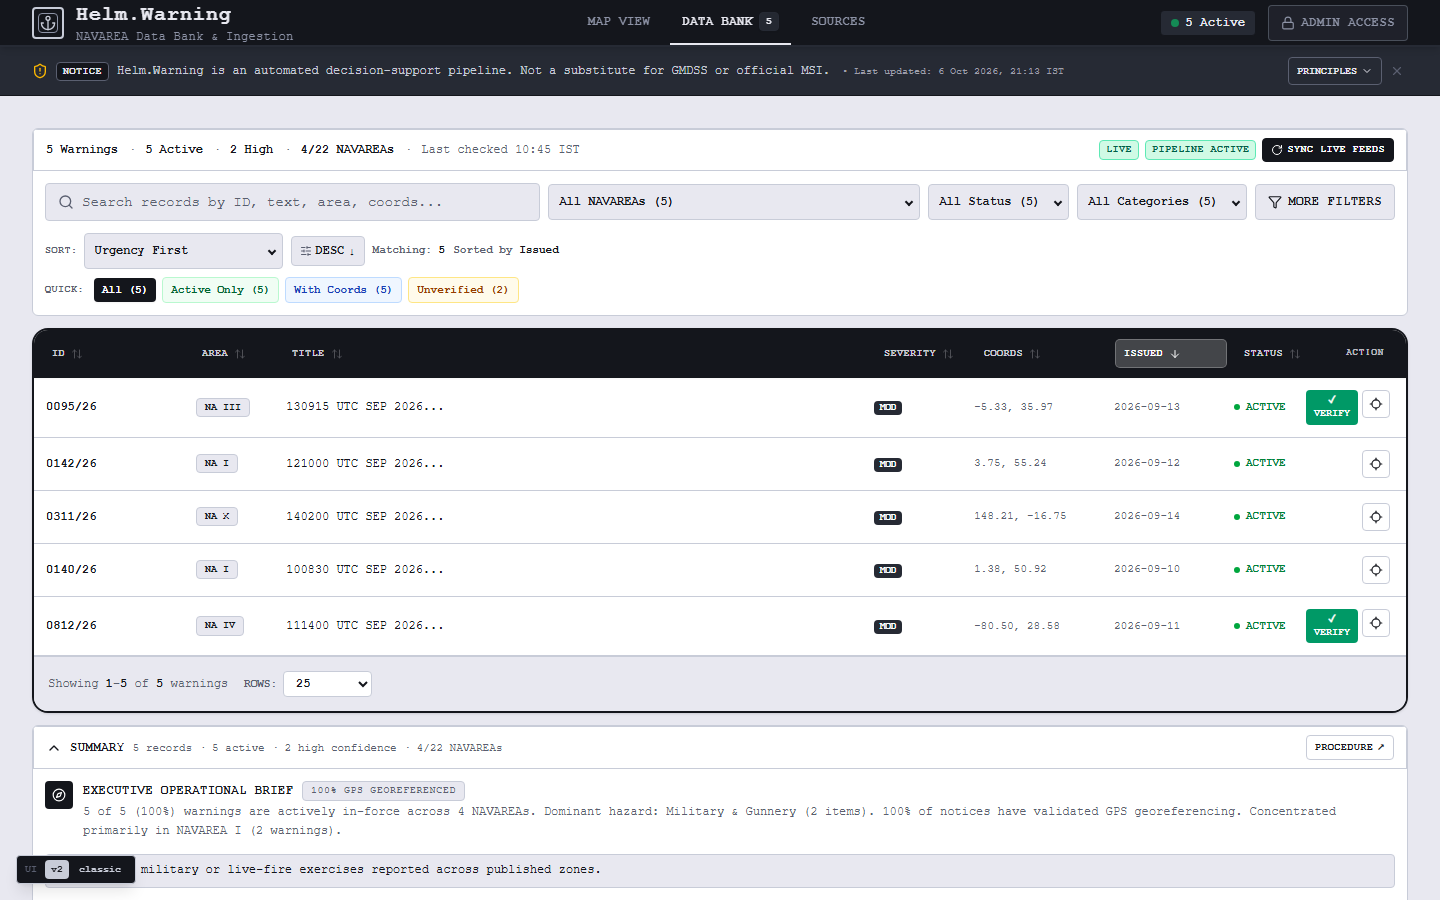 Helm.Warning
NAVAREA Data Bank & Ingestion
MAP VIEW
DATA BANK 5
SOURCES
5 Active
ADMIN ACCESS
NOTICE Helm.Warning is an automated decision-support pipeline. Not a substitute for GMDSS or official MSI. • Last updated: 6 Oct 2026, 21:13 IST
PRINCIPLES
5 Warnings · 5 Active · 2 High · 4/22 NAVAREAs · Last checked 10:45 IST
LIVE PIPELINE ACTIVE SYNC LIVE FEEDS
Search records by ID, text, area, coords...
All NAVAREAs (5)
All Status (5)
All Categories (5)
MORE FILTERS
SORT: Urgency First DESC ↓ Matching: 5 Sorted by Issued
QUICK: All (5) Active Only (5) With Coords (5) Unverified (2)
ID ↑↓ AREA ↑↓ TITLE ↑↓ SEVERITY ↑↓ COORDS ↑↓ ISSUED ↓ STATUS ↑↓ ACTION
0095/26 NA III 130915 UTC SEP 2026... MOD -5.33, 35.97 2026-09-13 ACTIVE ✓ VERIFY
0142/26 NA I 121000 UTC SEP 2026... MOD 3.75, 55.24 2026-09-12 ACTIVE
0311/26 NA X 140200 UTC SEP 2026... MOD 148.21, -16.75 2026-09-14 ACTIVE
0140/26 NA I 100830 UTC SEP 2026... MOD 1.38, 50.92 2026-09-10 ACTIVE
0812/26 NA IV 111400 UTC SEP 2026... MOD -80.50, 28.58 2026-09-11 ACTIVE ✓ VERIFY
Showing 1–5 of 5 warnings ROWS: 25
SUMMARY 5 records · 5 active · 2 high confidence · 4/22 NAVAREAs
PROCEDURE ↗
EXECUTIVE OPERATIONAL BRIEF 100% GPS GEOREFERENCED
5 of 5 (100%) warnings are actively in-force across 4 NAVAREAs. Dominant hazard: Military & Gunnery (2 items). 100% of notices have validated GPS georeferencing. Concentrated
primarily in NAVAREA I (2 warnings).
UI v2 classic
military or live-fire exercises reported across published zones.